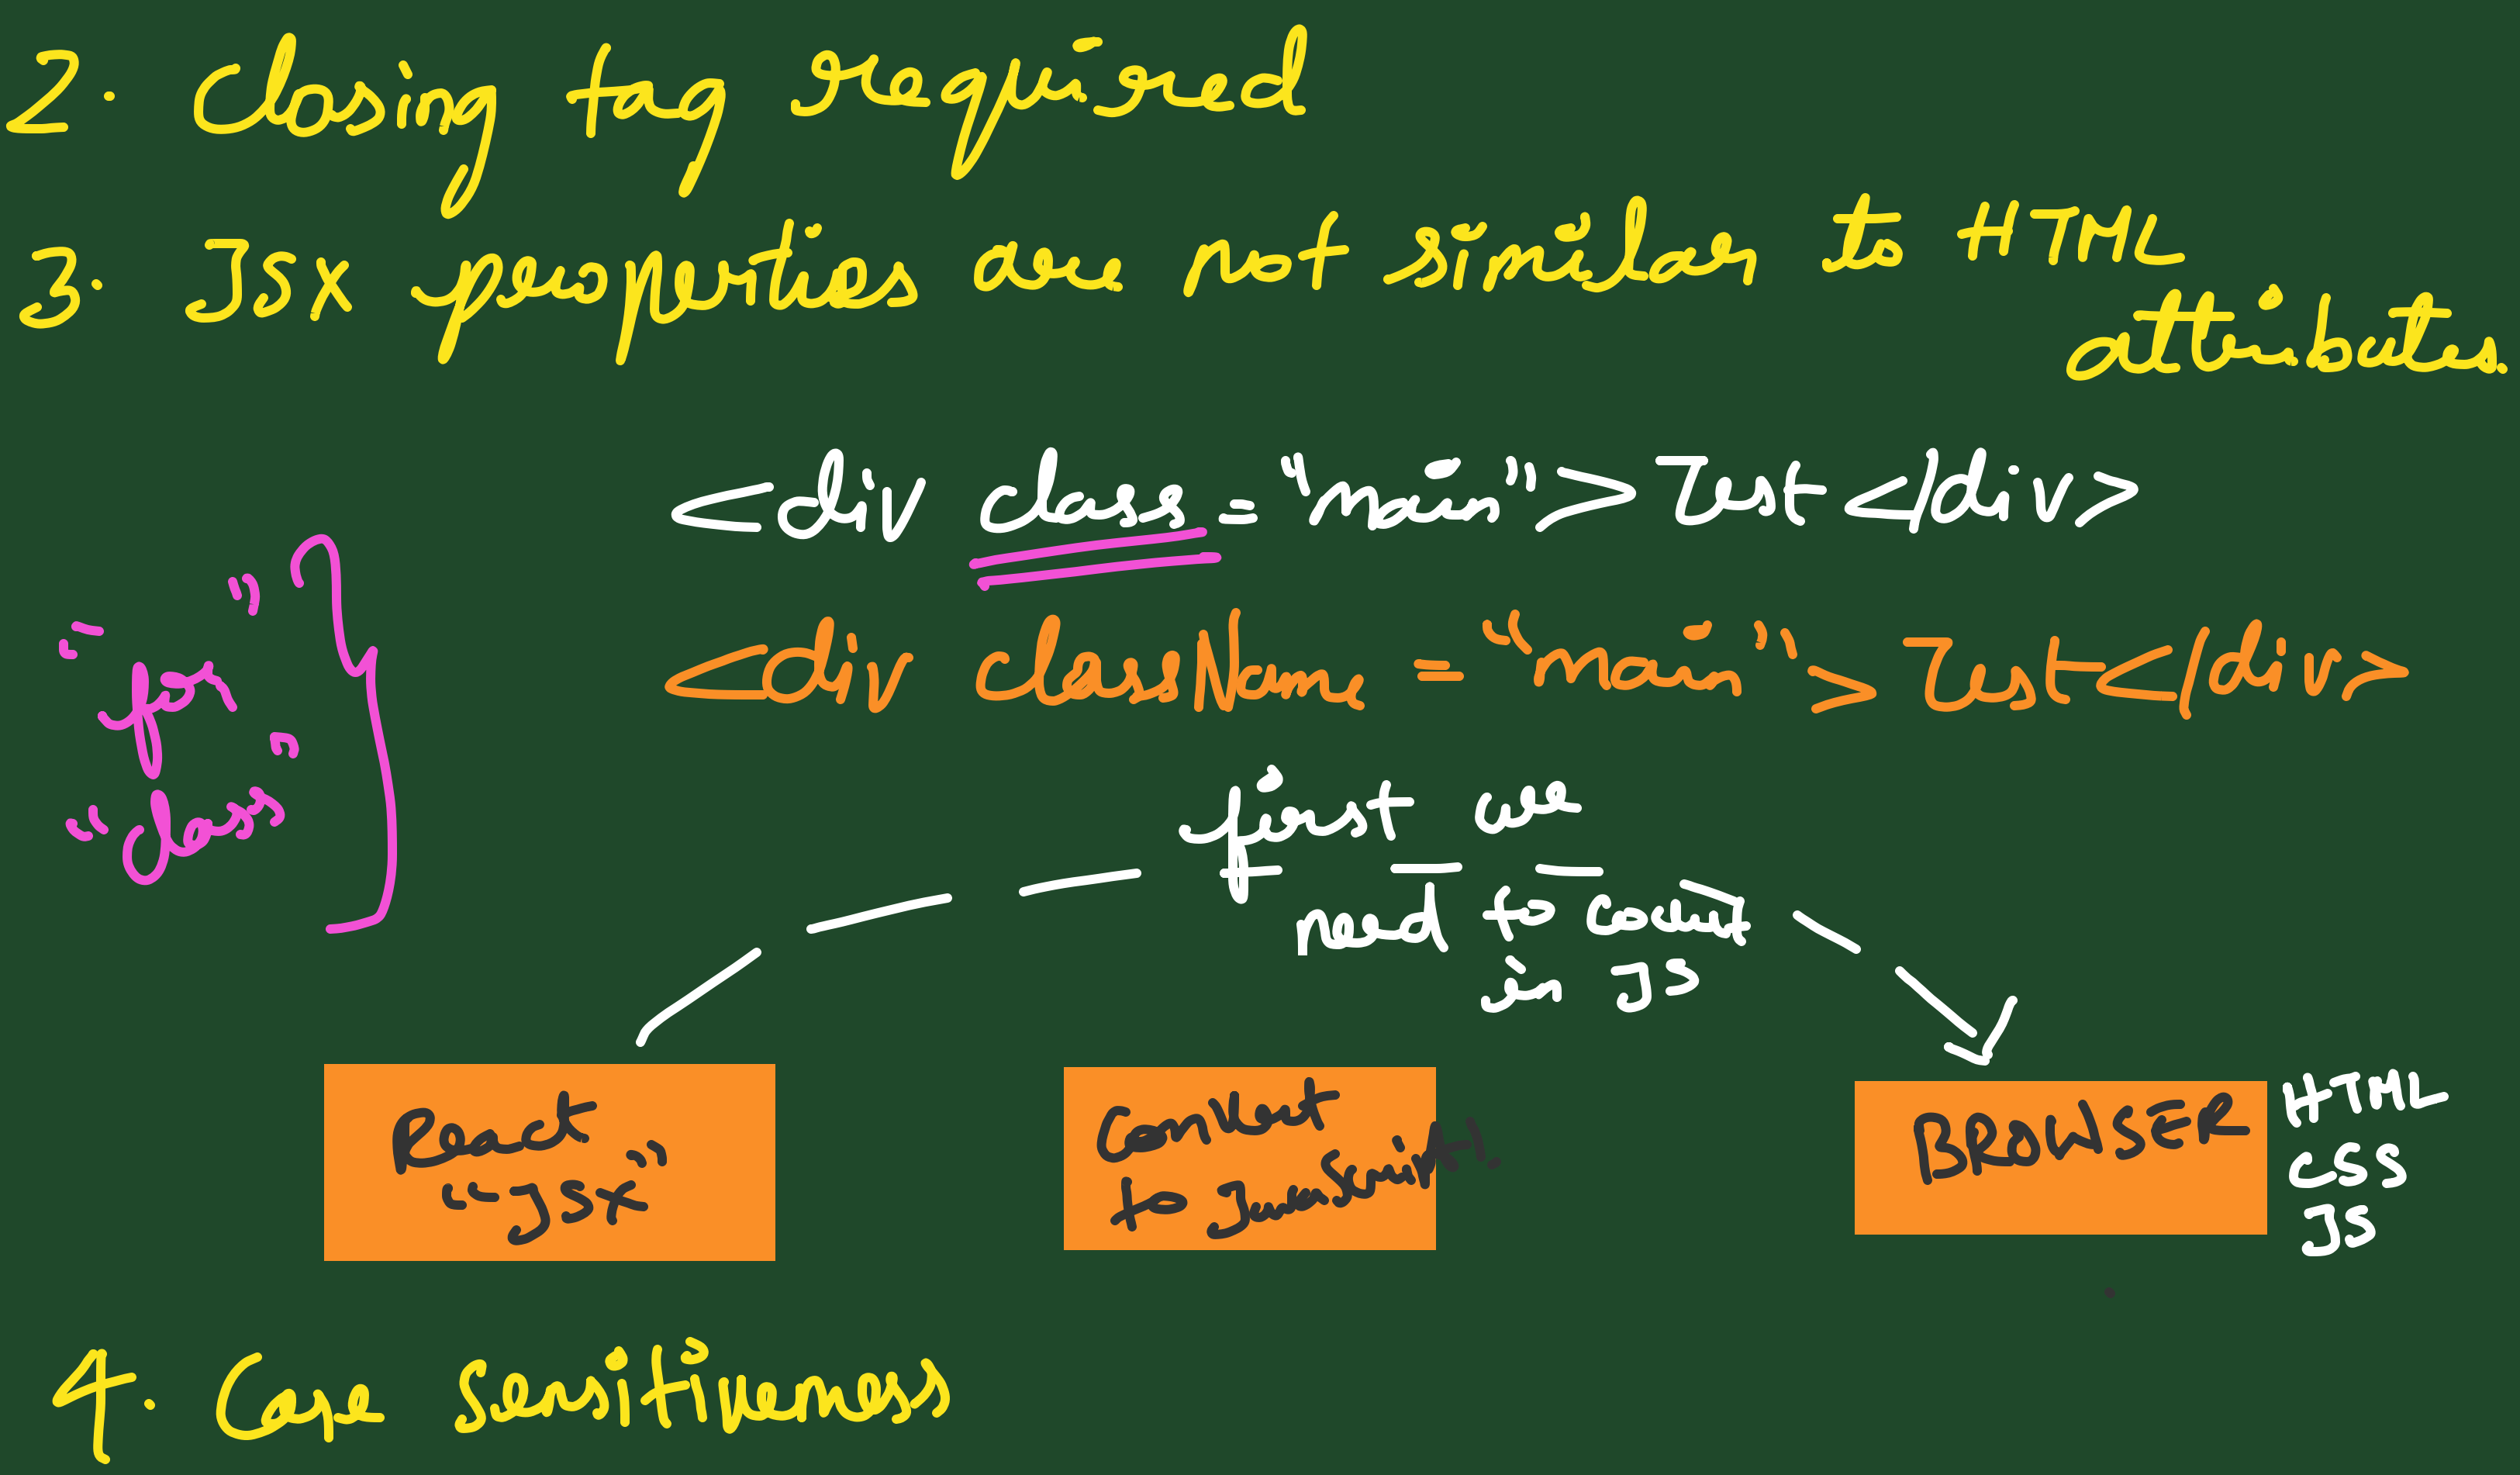 2. Closing tag required
3. JSX properties are not similar to HTML
attributes.
<div class="main">Test</div>
<div className = "main">Test</div>
"for"
"class"
first we
need to convert
in JS
React
"JSX"
Convert
to JavaScript.
BROWSER
HTML
CSS
JS
4. Case sensitiveness